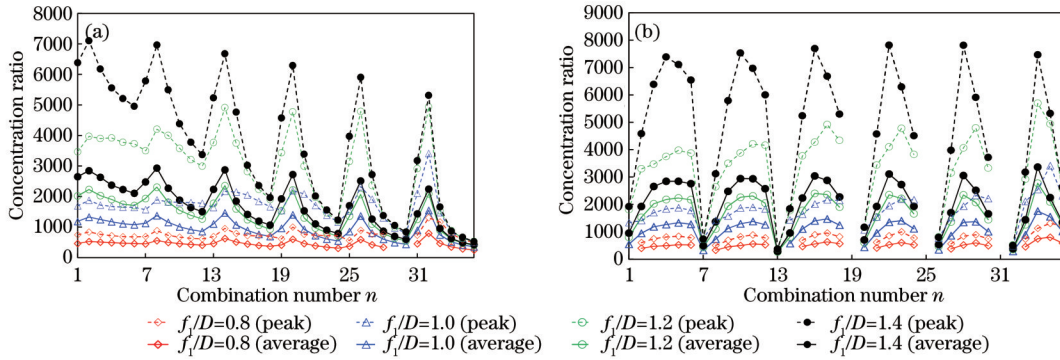 (a)
Concentration ratio
8000
7000
6000
5000
4000
3000
2000
1000
0
1 7 13 19 25 31
Combination number n
(b)
Concentration ratio
9000
8000
7000
6000
5000
4000
3000
2000
1000
0
1 7 13 19 25 31
Combination number n
f₁/D=0.8 (peak) f₁/D=1.0 (peak) f₁/D=1.2 (peak) f₁/D=1.4 (peak)
f₁/D=0.8 (average) f₁/D=1.0 (average) f₁/D=1.2 (average) f₁/D=1.4 (average)